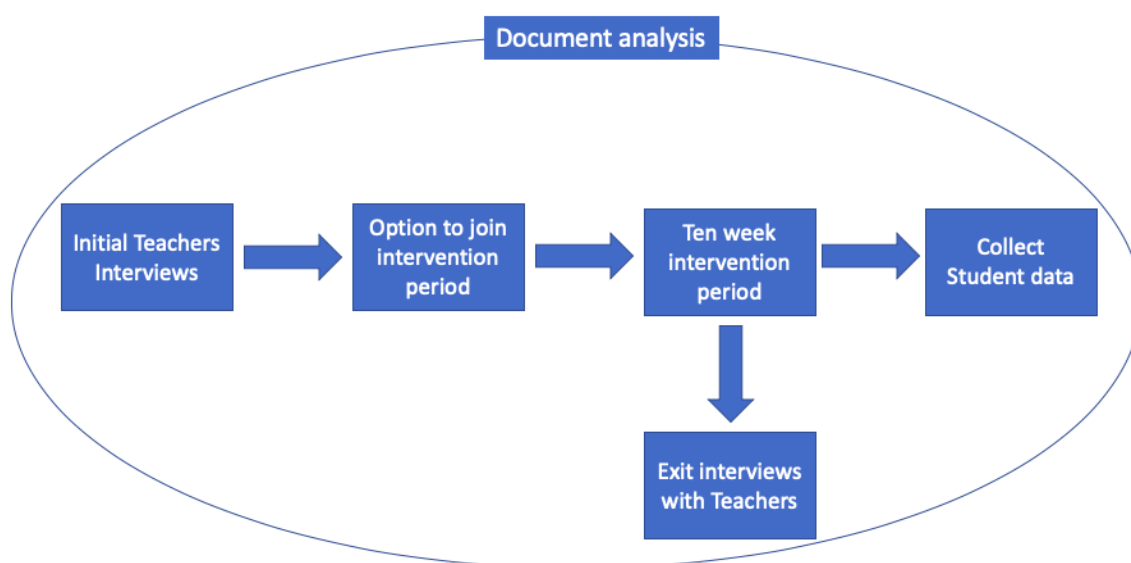 Document analysis
Initial Teachers
Interviews
Option to join
intervention
period
Ten week
intervention
period
Collect
Student data
Exit interviews
with Teachers